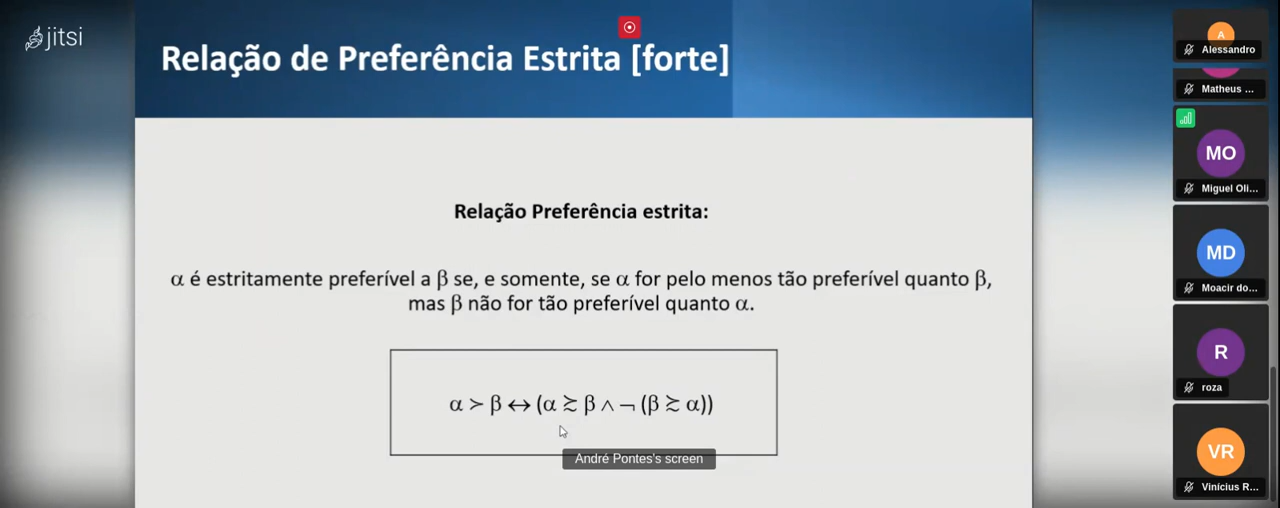 jitsi
Relação de Preferência Estrita [forte]
Relação Preferência estrita:
α é estritamente preferível a β se, e somente, se α for pelo menos tão preferível quanto β,
mas β não for tão preferível quanto α.
α ≻ β ↔ (α ≿ β ∧ ¬ (β ≿ α))
André Pontes's screen
A
Alessandro
Matheus ...
MO
Miguel Oli...
MD
Moacir do...
R
roza
VR
Vinícius R...